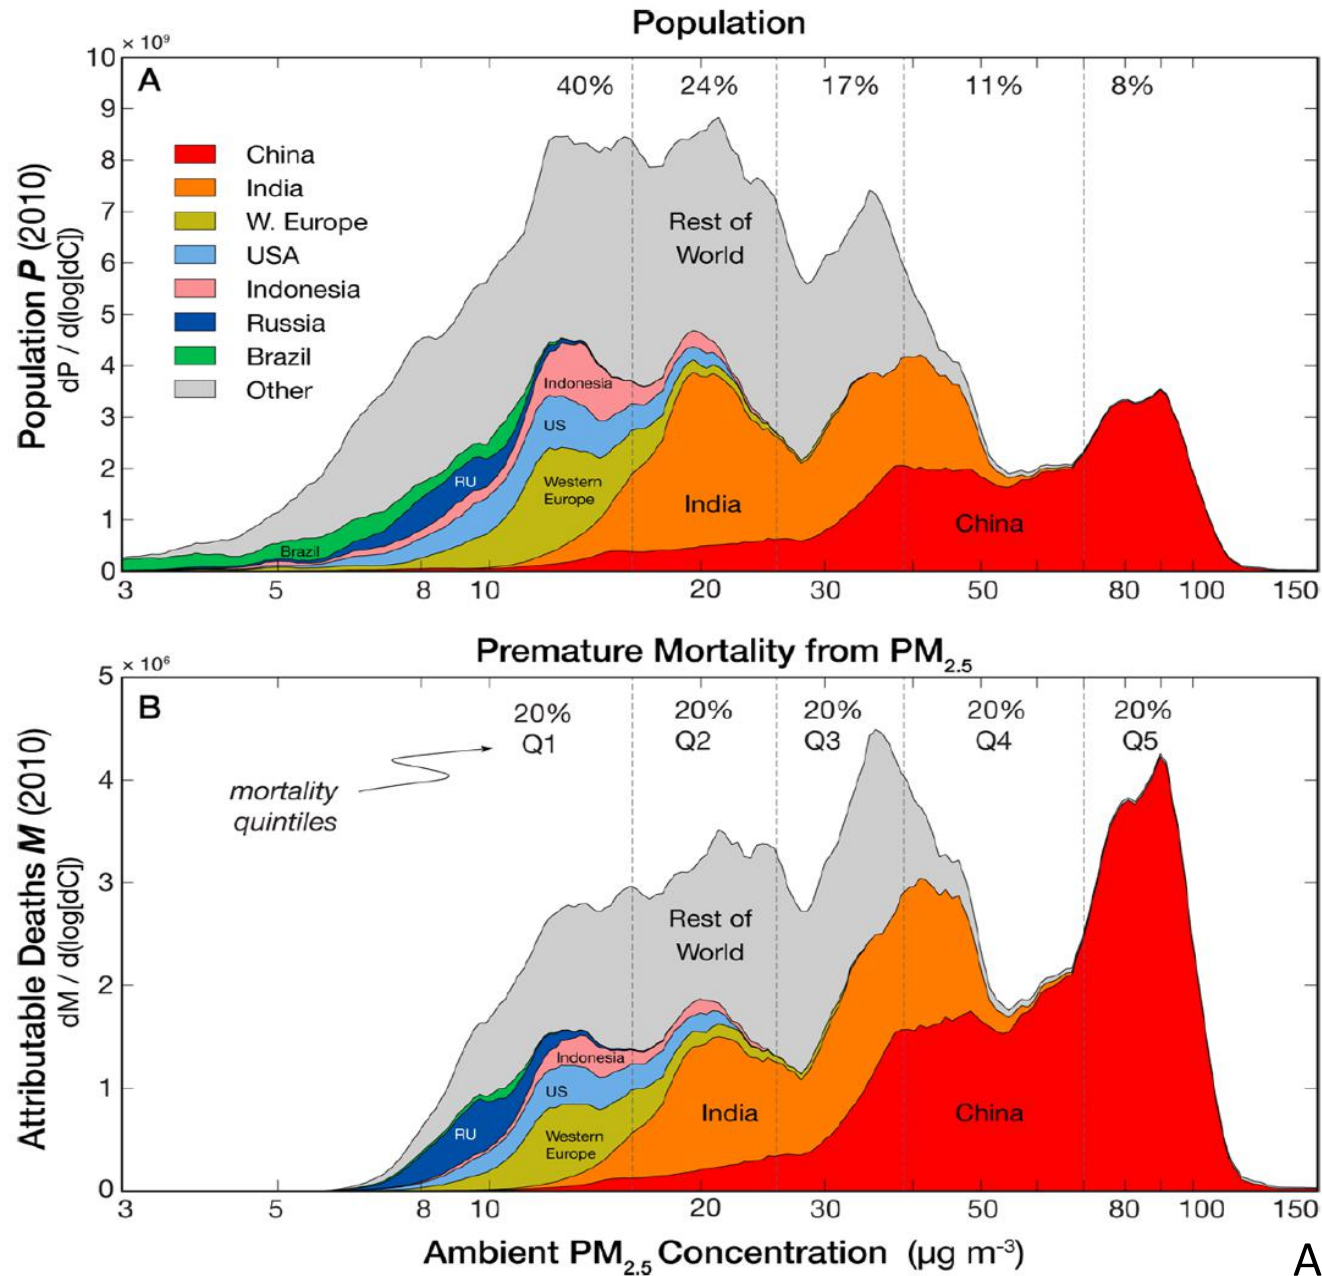 Population
× 10⁹
A
40% 24% 17% 11% 8%
10
9
8
7
6
5
4
3
2
1
0
Population P (2010)
dP / d(log[dC])
China
India
W. Europe
USA
Indonesia
Russia
Brazil
Other
Rest of
World
Indonesia
US
RU
Western
Europe
Brazil
India
China
3 5 8 10 20 30 50 80 100 150
Premature Mortality from PM₂.₅
× 10⁶
B
20% 20% 20% 20% 20%
Q1 Q2 Q3 Q4 Q5
mortality
quintiles
5
4
3
2
1
0
Attributable Deaths M (2010)
dM / d(log[dC])
Rest of
World
Indonesia
US
RU
Western
Europe
India
China
3 5 8 10 20 30 50 80 100 150
Ambient PM₂.₅ Concentration (µg m⁻³)
A